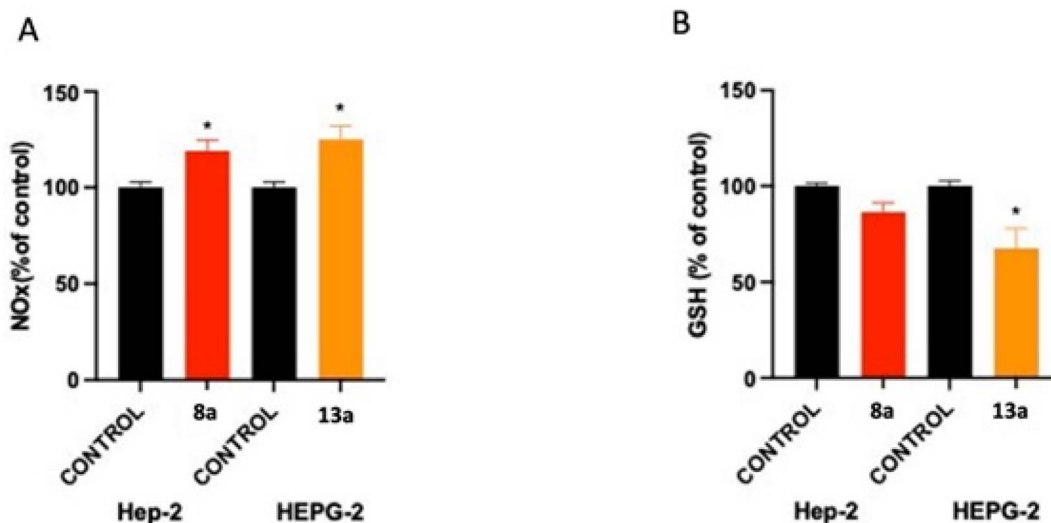 A
NOx(% of control)
150
100
50
0
*
*
CONTROL
8a
CONTROL
13a
Hep-2
HEPG-2
B
GSH (% of control)
150
100
50
0
*
CONTROL
8a
CONTROL
13a
Hep-2
HEPG-2